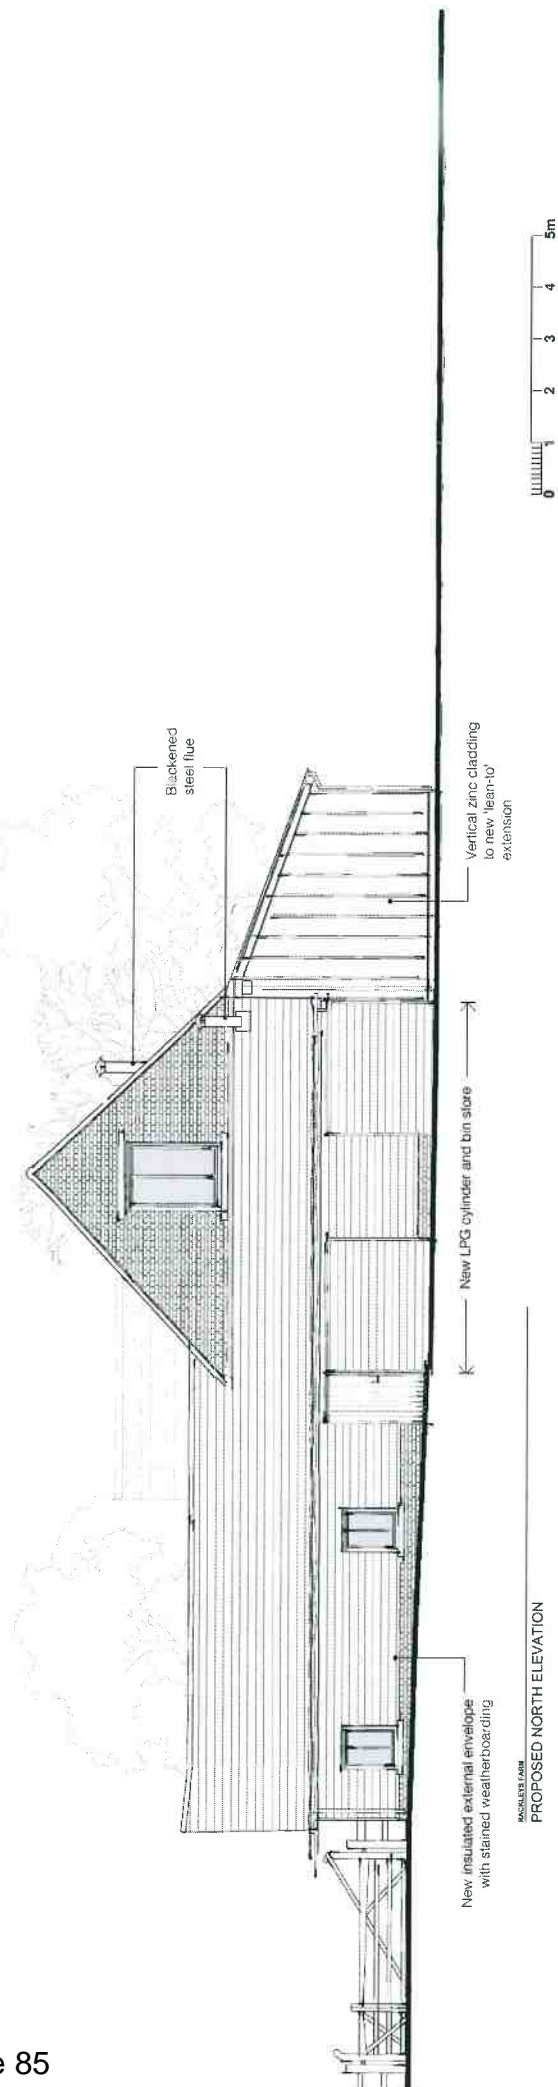 Blackened
steel flue
Vertical zinc cladding
to new 'lean-to'
extension
New LPG cylinder and bin store
New insulated external envelope
with stained weatherboarding
RACKLEYS FARM
PROPOSED NORTH ELEVATION
0 1 2 3 4 5m
e 85